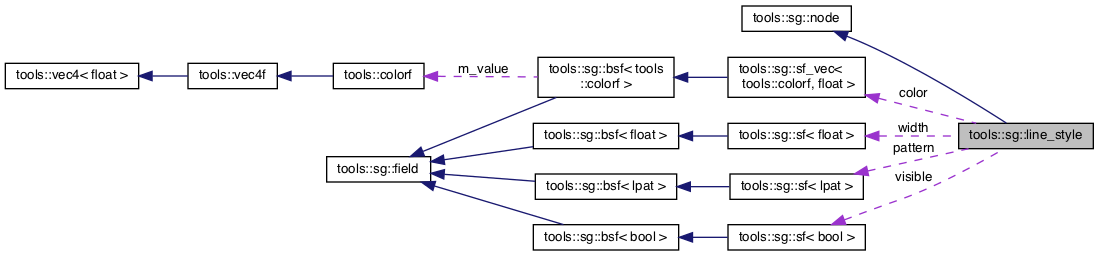 tools::sg::node
tools::vec4< float >
tools::vec4f
tools::colorf
m_value
tools::sg::bsf< tools
::colorf >
tools::sg::sf_vec<
tools::colorf, float >
color
tools::sg::bsf< float >
tools::sg::sf< float >
width
tools::sg::line_style
pattern
tools::sg::field
tools::sg::bsf< lpat >
tools::sg::sf< lpat >
visible
tools::sg::bsf< bool >
tools::sg::sf< bool >